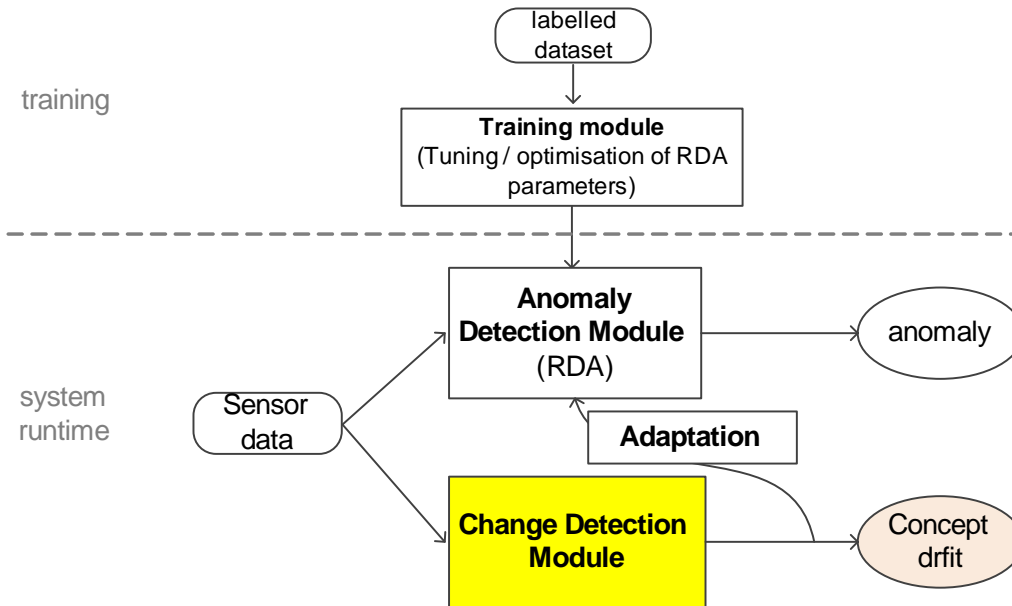 labelled
dataset
training
Training module
(Tuning / optimisation of RDA
parameters)
Anomaly
Detection Module
(RDA)
anomaly
system
runtime
Sensor
data
Adaptation
Change Detection
Module
Concept
drfit